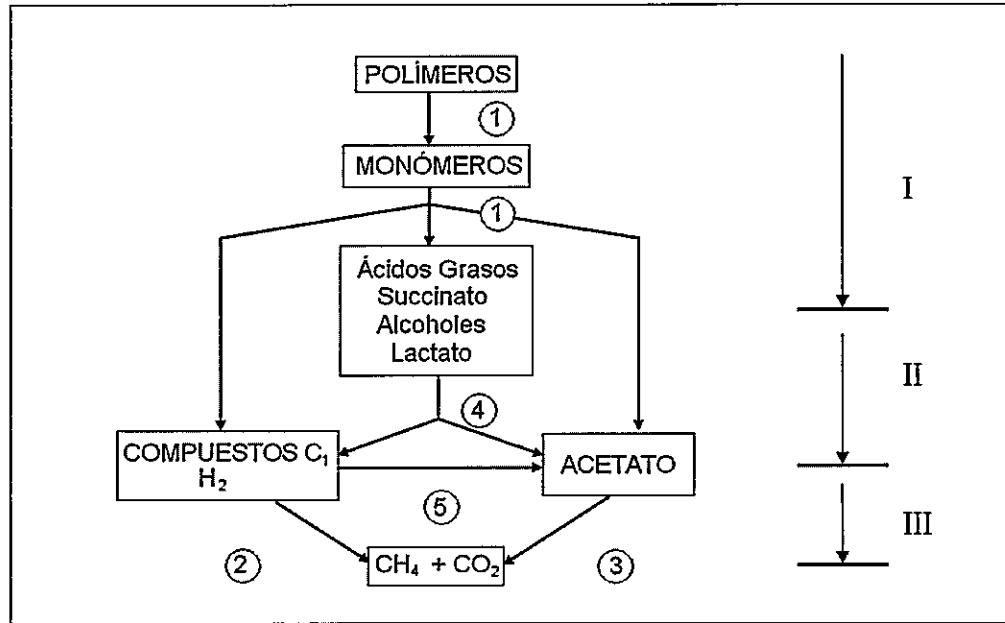 POLÍMEROS
1
MONÓMEROS
1
I
Ácidos Grasos
Succinato
Alcoholes
Lactato
II
4
COMPUESTOS C₁
H₂
ACETATO
5
III
2
CH₄ + CO₂
3